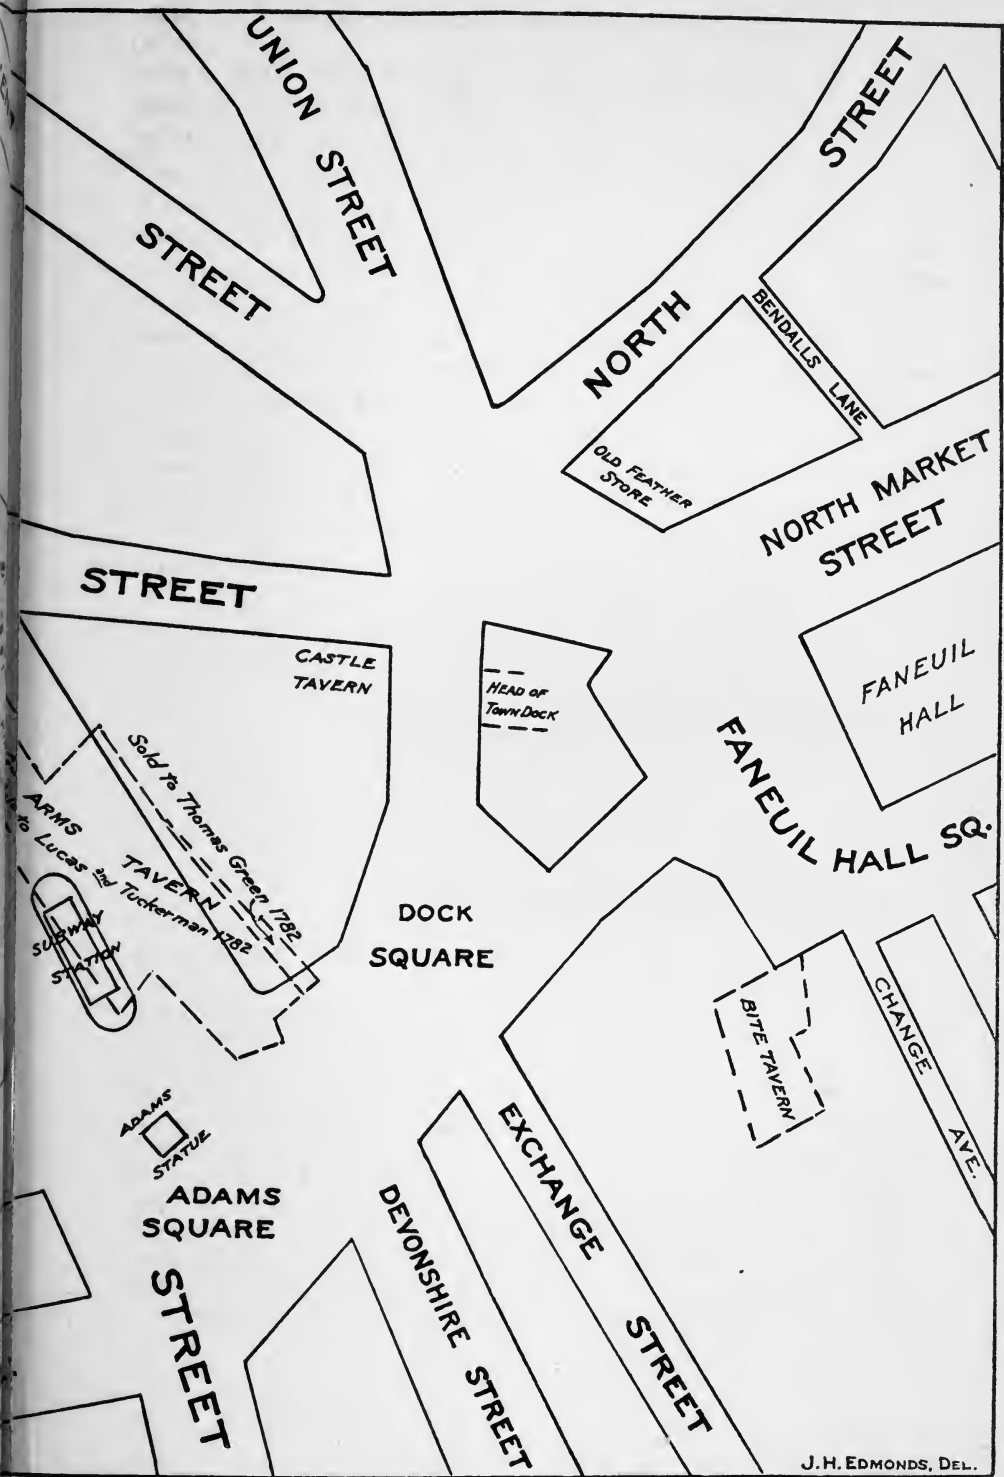 UNION STREET
STREET
STREET
NORTH
BENDALLS LANE
OLD FEATHER
STORE
NORTH MARKET
STREET
STREET
CASTLE
TAVERN
HEAD OF
TOWN DOCK
FANEUIL
HALL
FANEUIL HALL SQ.
Sold to Thomas Green 1782
ARMS
TAVERN
to Lucas and Tuckerman 1782
SUBWAY
STATION
DOCK
SQUARE
BITE TAVERN
CHANGE AVE.
ADAMS
STATUE
ADAMS
SQUARE
STREET
DEVONSHIRE STREET
EXCHANGE STREET
J. H. EDMONDS, DEL.